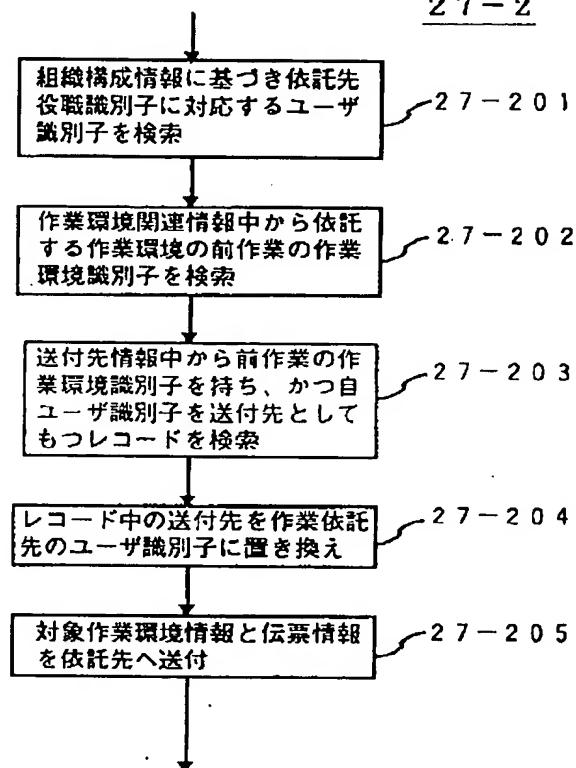 27-2
組織構成情報に基づき依託先
役職識別子に対応するユーザ
識別子を検索
27-201
作業環境関連情報中から依託
する作業環境の前作業の作業
環境識別子を検索
27-202
送付先情報中から前作業の作
業環境識別子を持ち、かつ自
ユーザ識別子を送付先として
もつレコードを検索
27-203
レコード中の送付先を作業依託
先のユーザ識別子に置き換え
27-204
対象作業環境情報と伝票情報
を依託先へ送付
27-205